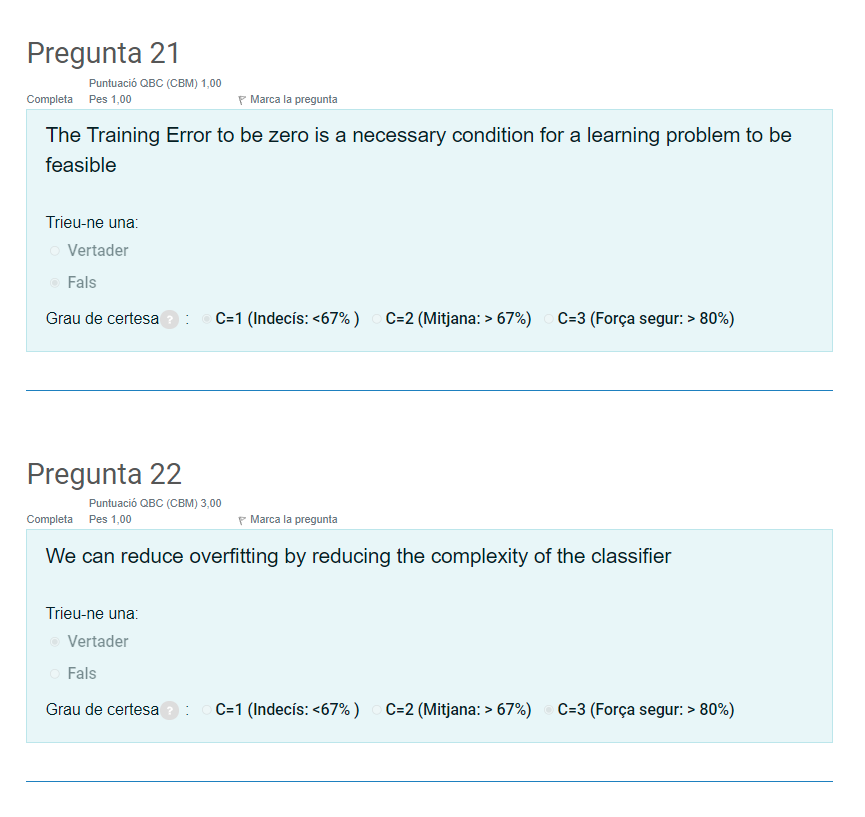 Pregunta 21
Puntuació QBC (CBM) 1,00
Completa Pes 1,00 Marca la pregunta
The Training Error to be zero is a necessary condition for a learning problem to be
feasible
Trieu-ne una:
Vertader
Fals
Grau de certesa ? : C=1 (Indecís: <67% ) C=2 (Mitjana: > 67%) C=3 (Força segur: > 80%)
Pregunta 22
Puntuació QBC (CBM) 3,00
Completa Pes 1,00 Marca la pregunta
We can reduce overfitting by reducing the complexity of the classifier
Trieu-ne una:
Vertader
Fals
Grau de certesa ? : C=1 (Indecís: <67% ) C=2 (Mitjana: > 67%) C=3 (Força segur: > 80%)